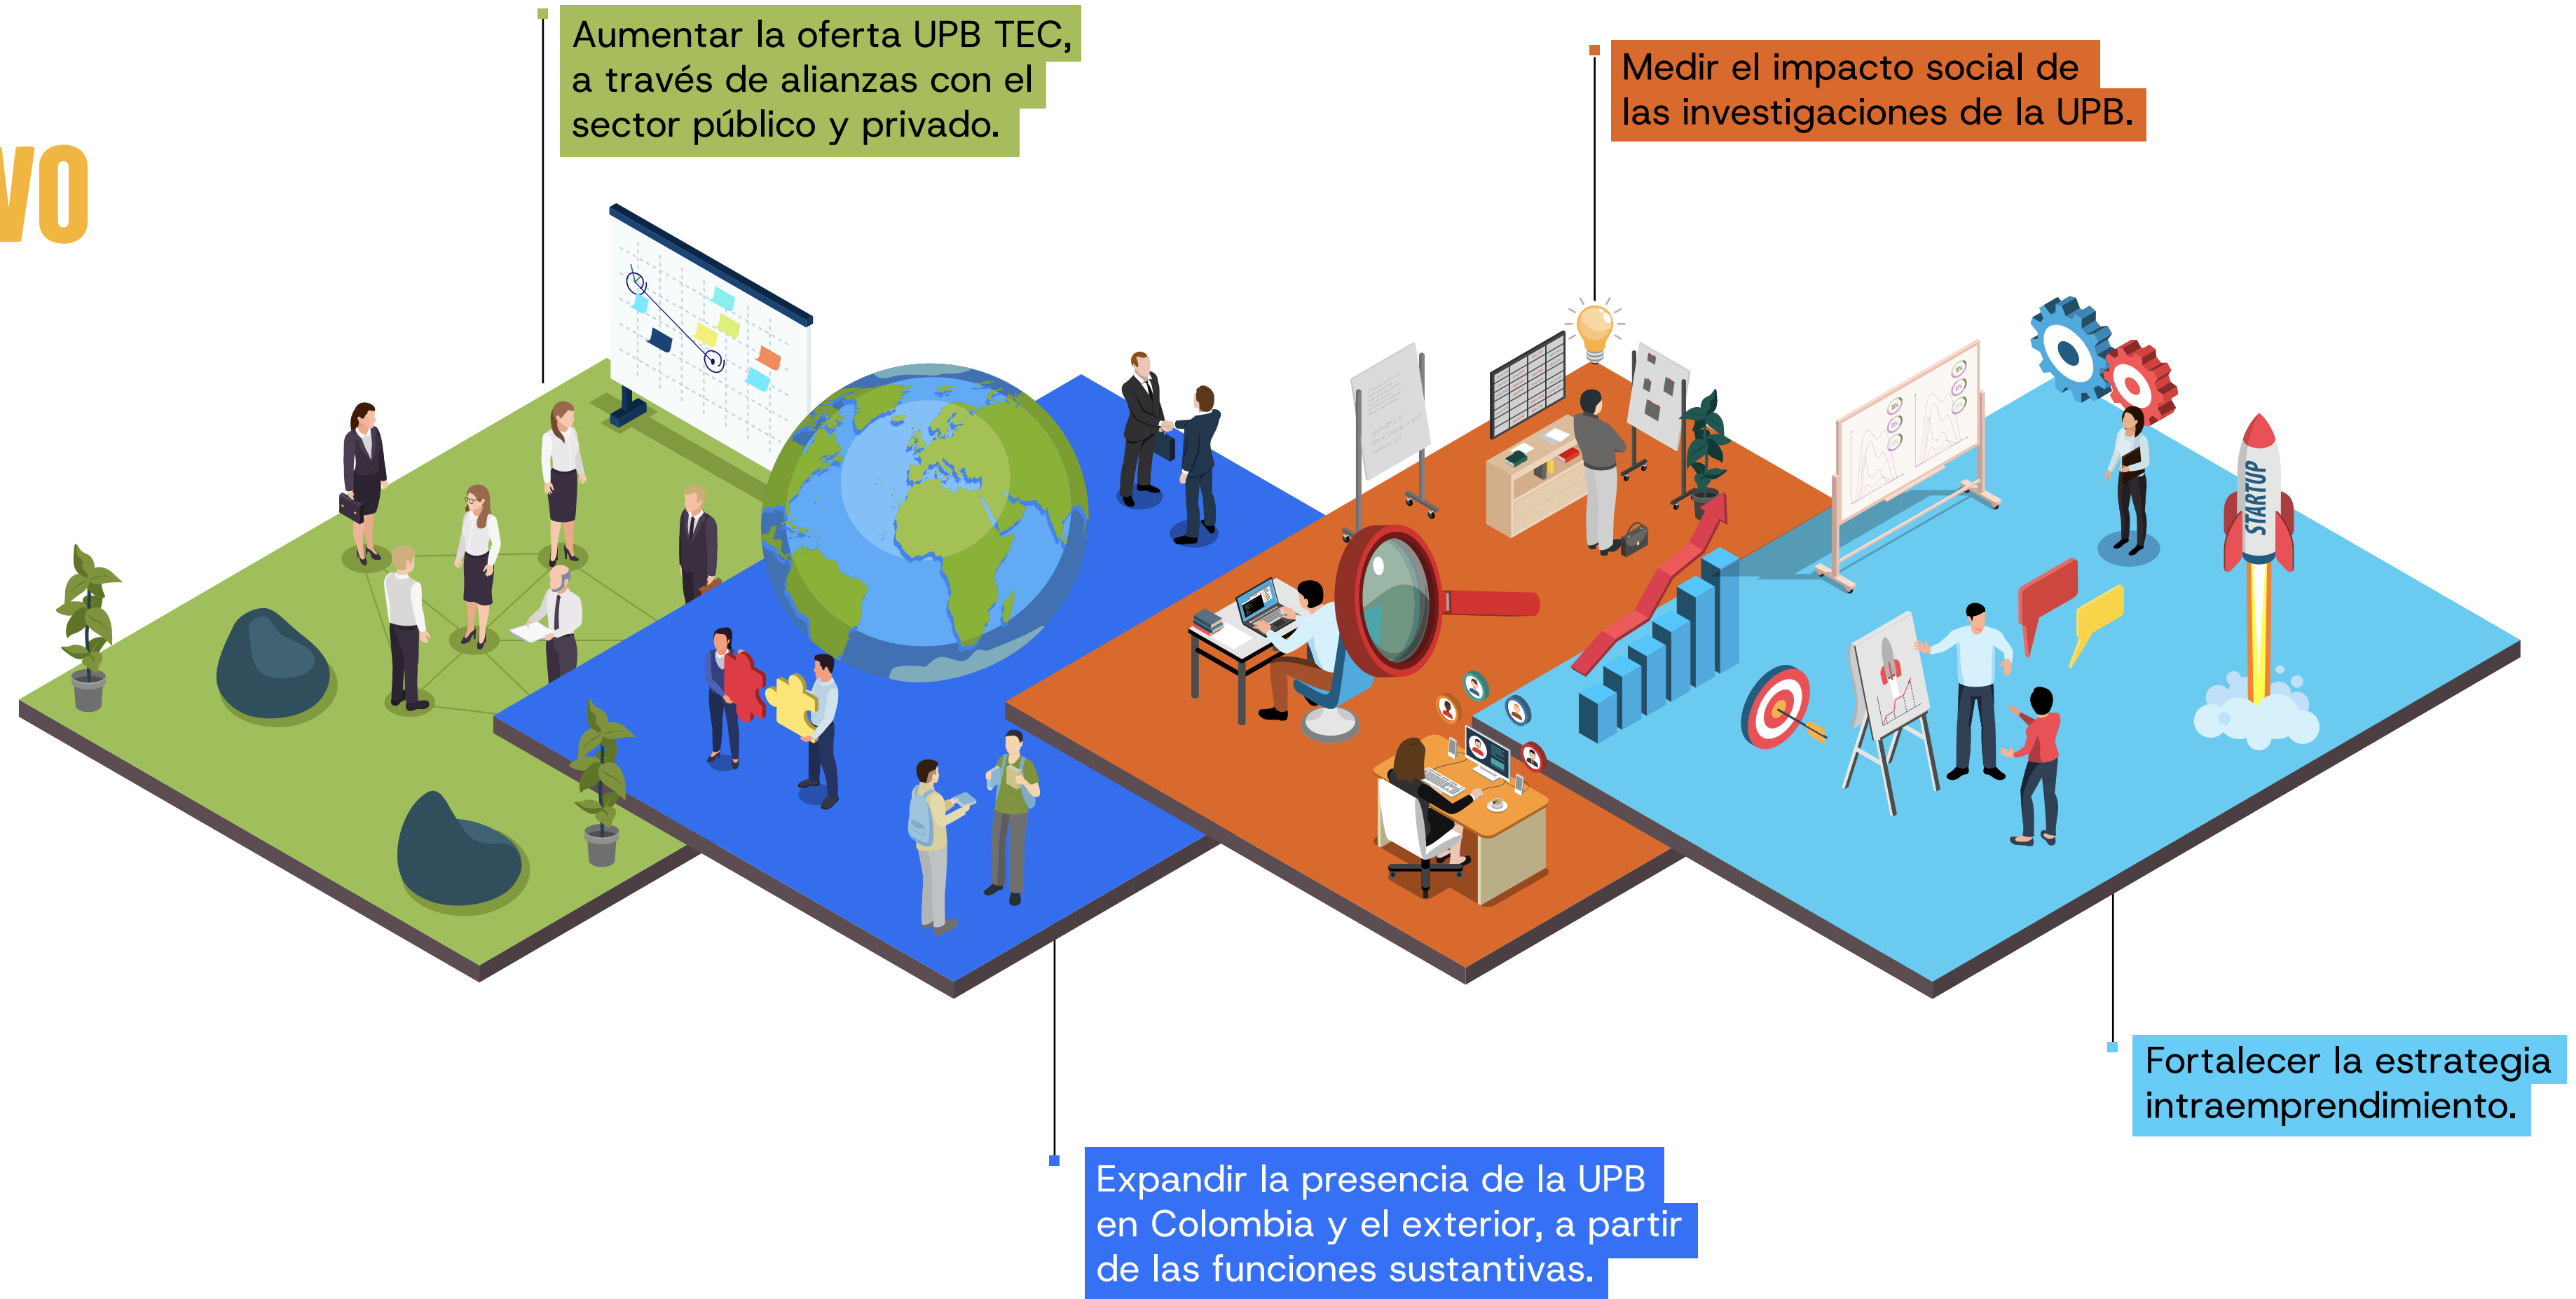 Aumentar la oferta UPB TEC,
a través de alianzas con el
sector público y privado.
Medir el impacto social de
las investigaciones de la UPB.
VO
STARTUP
Fortalecer la estrategia
intraemprendimiento.
Expandir la presencia de la UPB
en Colombia y el exterior, a partir
de las funciones sustantivas.